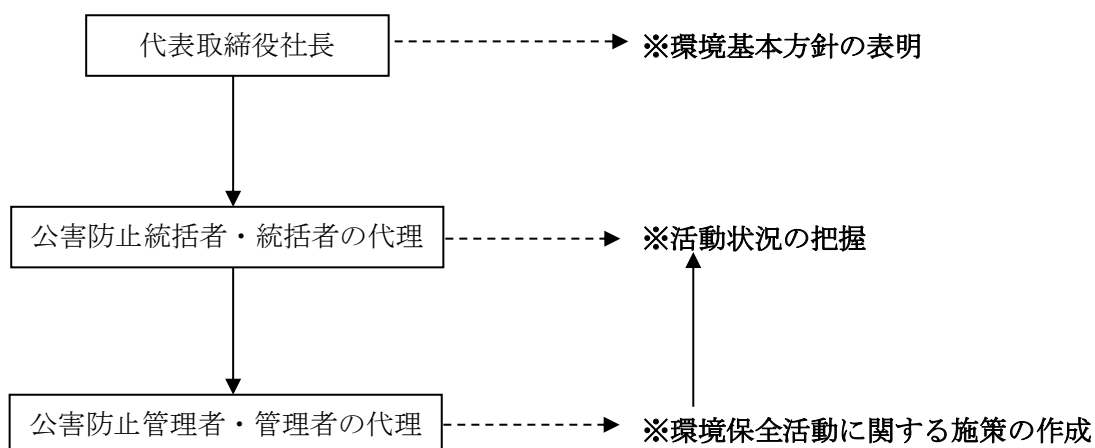 代表取締役社長
※環境基本方針の表明
公害防止統括者・統括者の代理
※活動状況の把握
公害防止管理者・管理者の代理
※環境保全活動に関する施策の作成